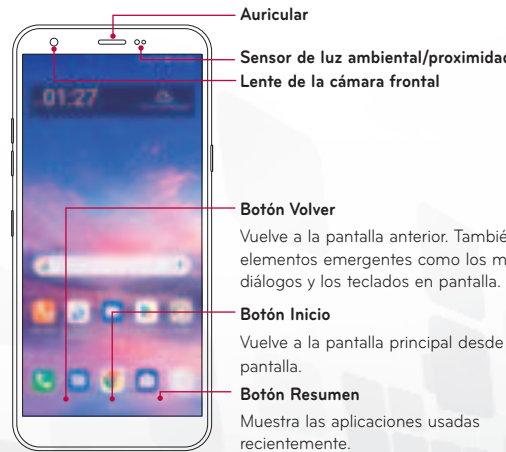 Auricular
Sensor de luz ambiental/proximidad
Lente de la cámara frontal
01:27
Botón Volver
Vuelve a la pantalla anterior. También
elementos emergentes como los m
diálogos y los teclados en pantalla.
Botón Inicio
Vuelve a la pantalla principal desde
pantalla.
Botón Resumen
Muestra las aplicaciones usadas
recientemente.